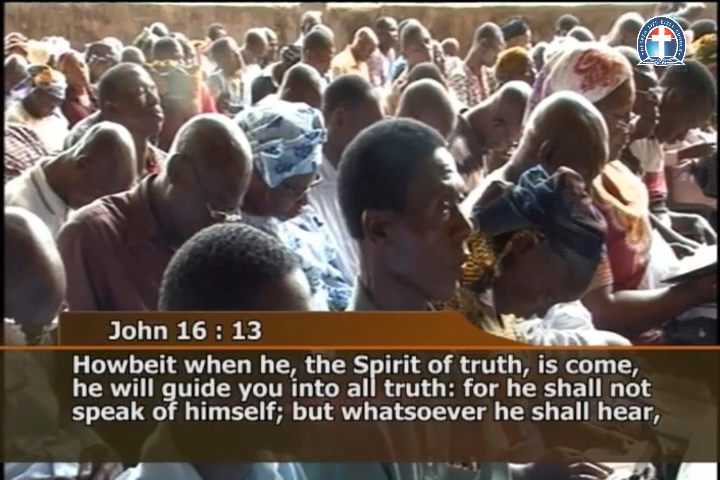 John 16 : 13
Howbeit when he, the Spirit of truth, is come,
he will guide you into all truth: for he shall not
speak of himself; but whatsoever he shall hear,